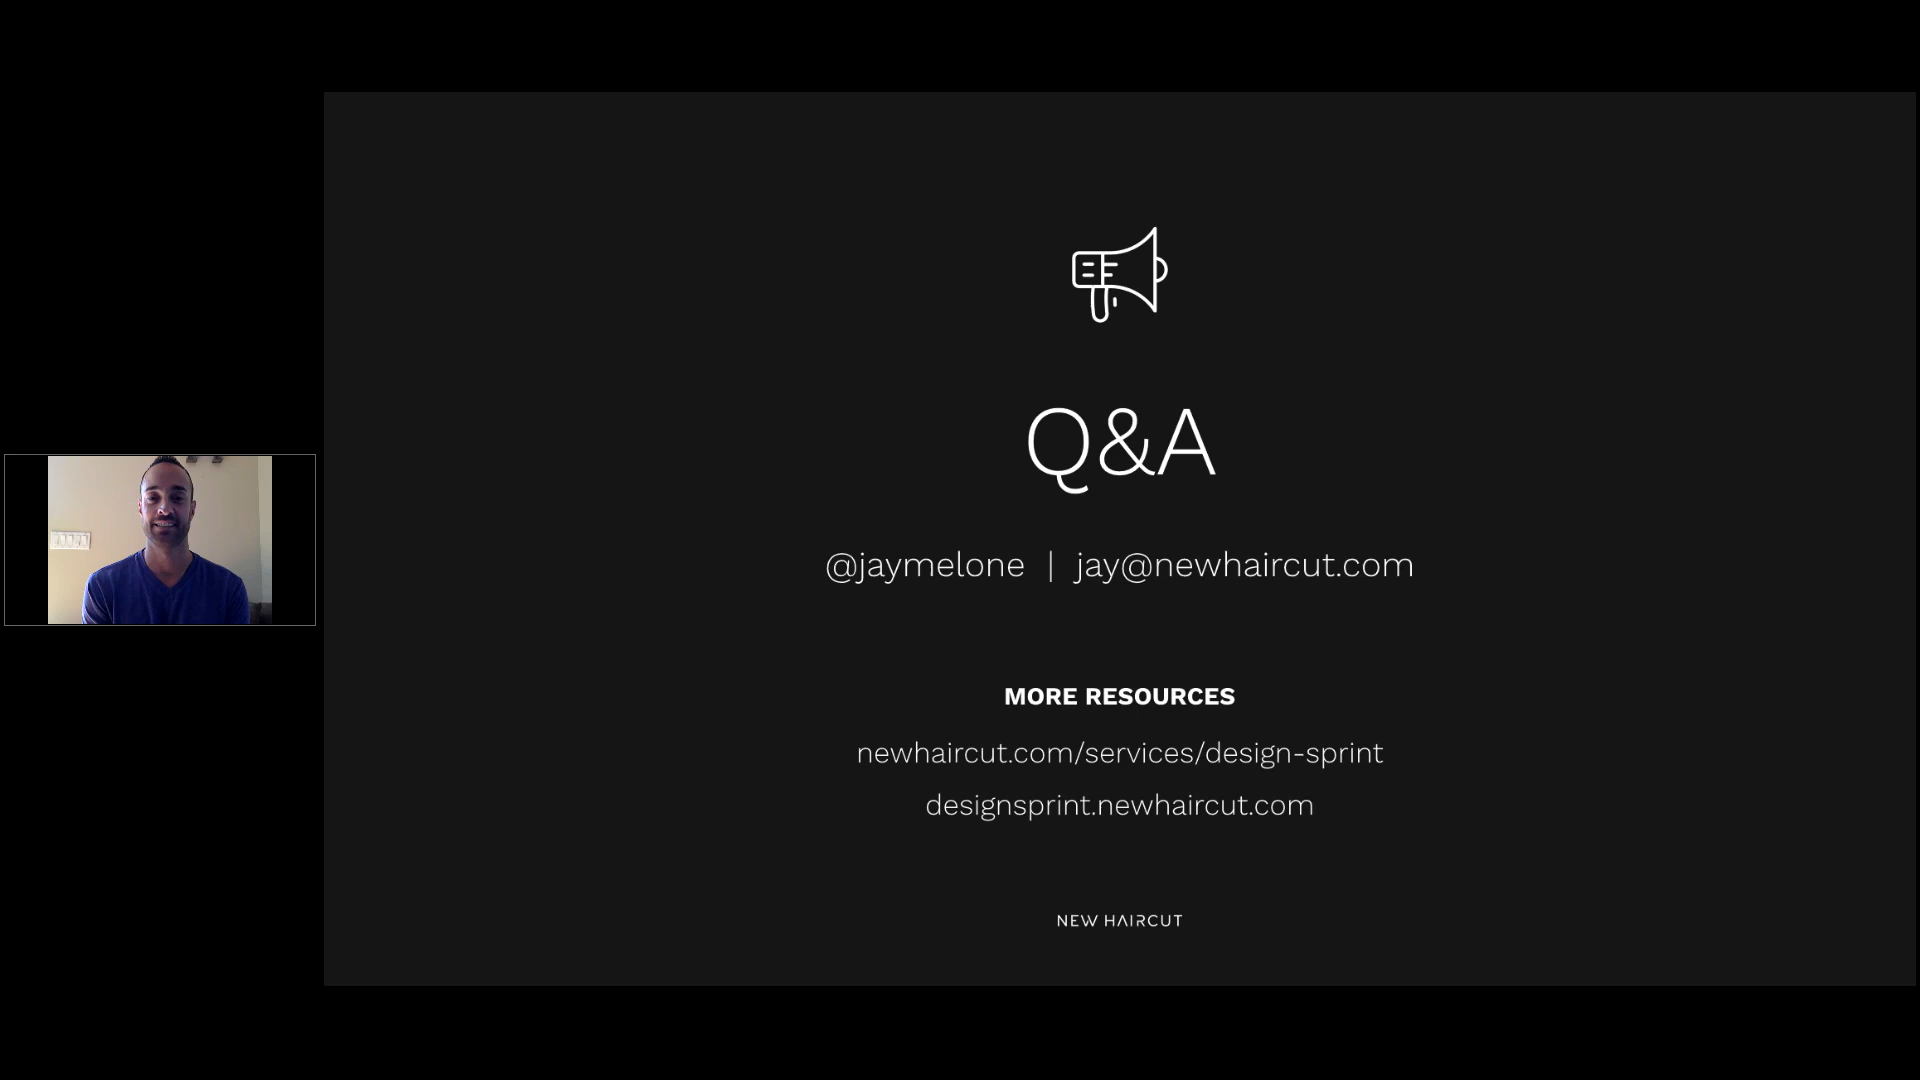 Q&A
@jaymelone | jay@newhaircut.com
MORE RESOURCES
newhaircut.com/services/design-sprint
designsprint.newhaircut.com
NEW HAIRCUT